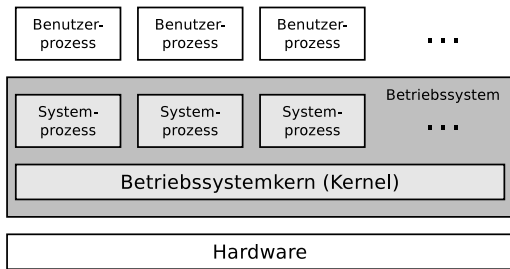 Benutzer-
prozess
Benutzer-
prozess
Benutzer-
prozess
...
Betriebssystem
System-
prozess
System-
prozess
System-
prozess
...
Betriebssystemkern (Kernel)
Hardware